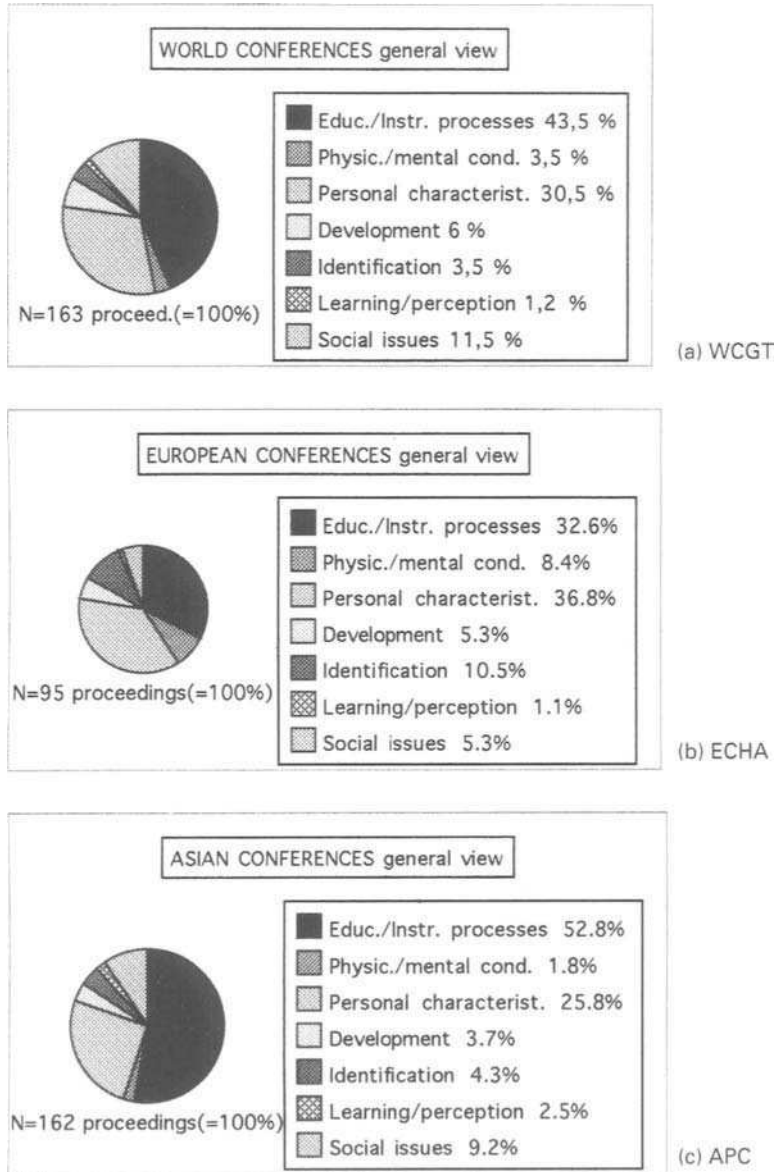 WORLD CONFERENCES general view
Educ./Instr. processes 43,5 %
Physic./mental cond. 3,5 %
Personal characterist. 30,5 %
Development 6 %
Identification 3,5 %
Learning/perception 1,2 %
Social issues 11,5 %
N=163 proceed.(=100%)
(a) WCGT
EUROPEAN CONFERENCES general view
Educ./Instr. processes 32.6%
Physic./mental cond. 8.4%
Personal characterist. 36.8%
Development 5.3%
Identification 10.5%
Learning/perception 1.1%
Social issues 5.3%
N=95 proceedings(=100%)
(b) ECHA
ASIAN CONFERENCES general view
Educ./Instr. processes 52.8%
Physic./mental cond. 1.8%
Personal characterist. 25.8%
Development 3.7%
Identification 4.3%
Learning/perception 2.5%
Social issues 9.2%
N=162 proceedings(=100%)
(c) APC